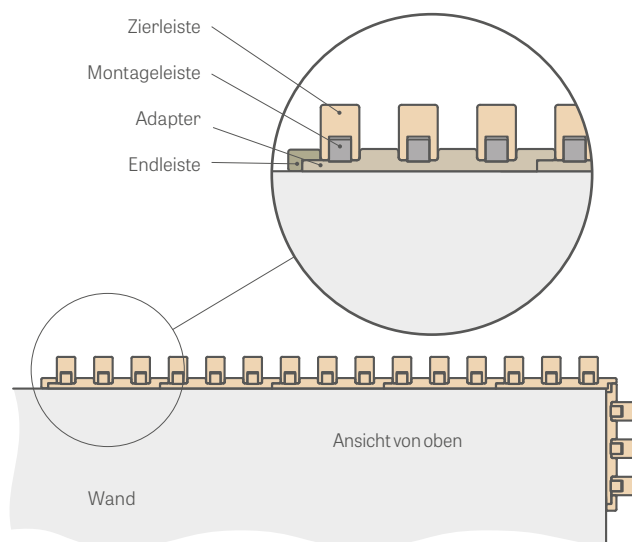 Zierleiste
Montageleiste
Adapter
Endleiste
Ansicht von oben
Wand